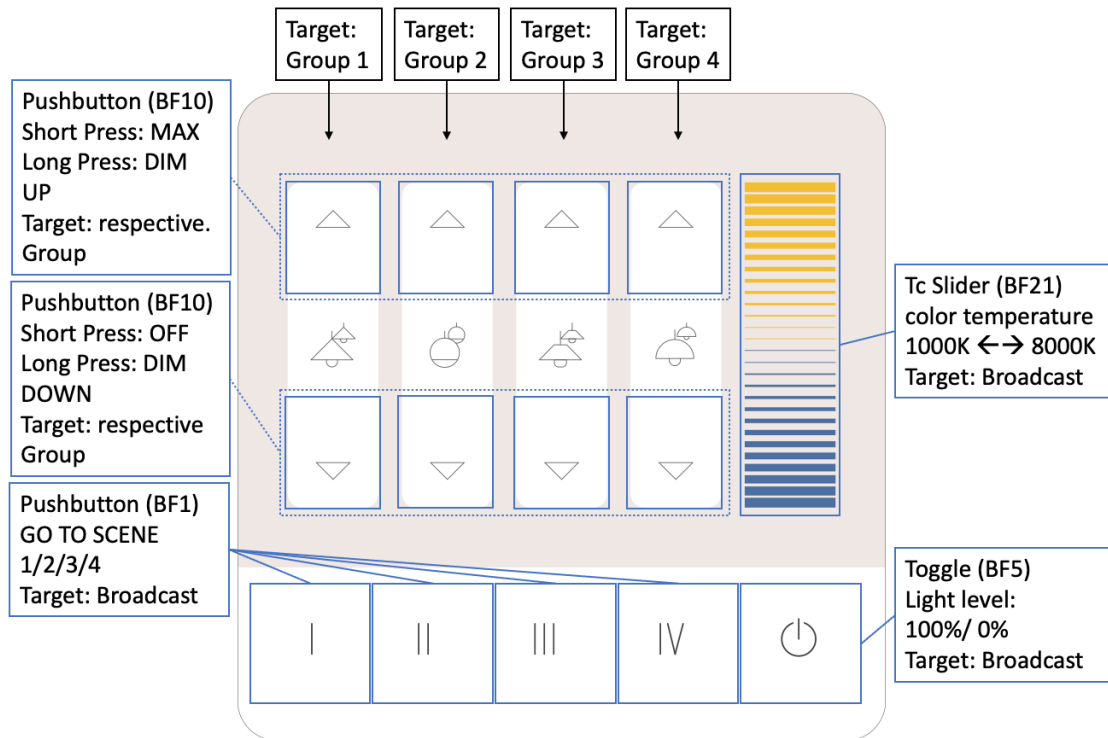 Target:
Group 1
Target:
Group 2
Target:
Group 3
Target:
Group 4
Pushbutton (BF10)
Short Press: MAX
Long Press: DIM
UP
Target: respective.
Group
Pushbutton (BF10)
Short Press: OFF
Long Press: DIM
DOWN
Target: respective
Group
Pushbutton (BF1)
GO TO SCENE
1/2/3/4
Target: Broadcast
Tc Slider (BF21)
color temperature
1000K ←→ 8000K
Target: Broadcast
Toggle (BF5)
Light level:
100%/ 0%
Target: Broadcast
I
II
III
IV